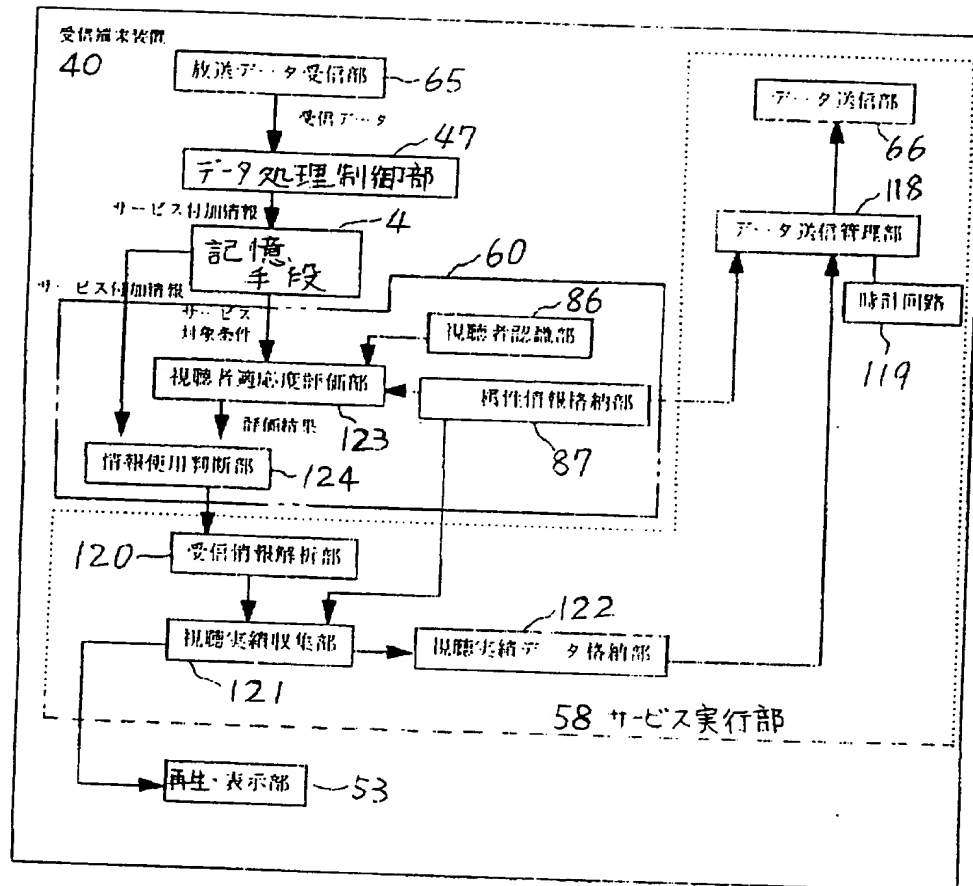 受信端末装置
40
放送データ受信部
65
受信データ
47
データ処理制御部
サービス付加情報
4
記憶
手段
サービス付加情報
60
サービス
対象条件
86
視聴者認識部
視聴者適応度評価部
123
評価結果
属性情報格納部
87
情報使用判断部
124
120
受信情報解析部
視聴実績収集部
121
122
視聴実績データ格納部
58 サービス実行部
再生・表示部
53
データ送信部
66
118
データ送信管理部
時計回路
119